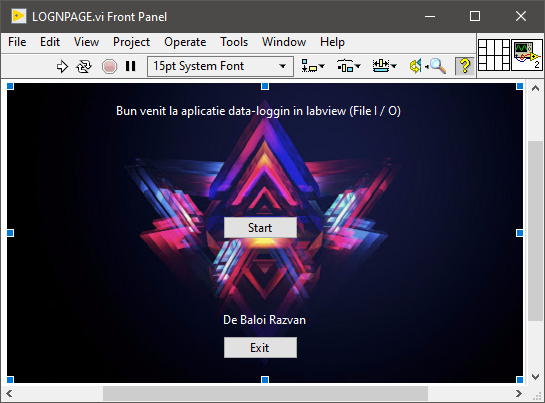 LOGNPAGE.vi Front Panel
File Edit View Project Operate Tools Window Help
15pt System Font
2
Bun venit la aplicatie data-loggin in labview (File I / O)
Start
De Baloi Razvan
Exit